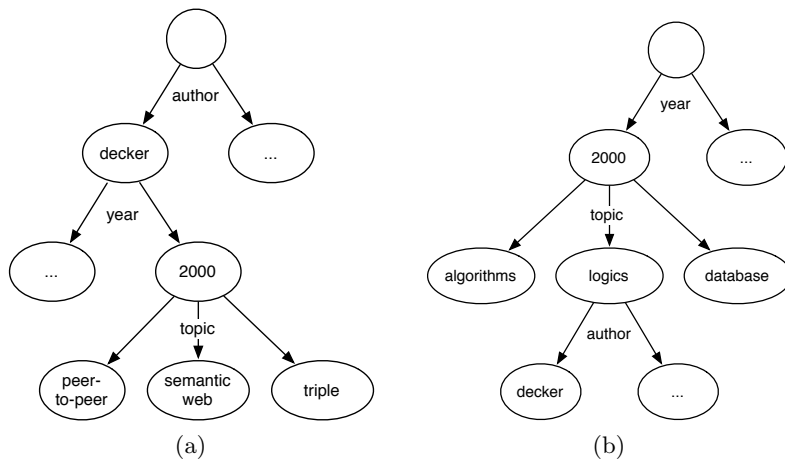 author
decker
...
year
...
2000
topic
peer-
to-peer
semantic
web
triple
(a)
year
2000
...
topic
algorithms
logics
database
author
decker
...
(b)